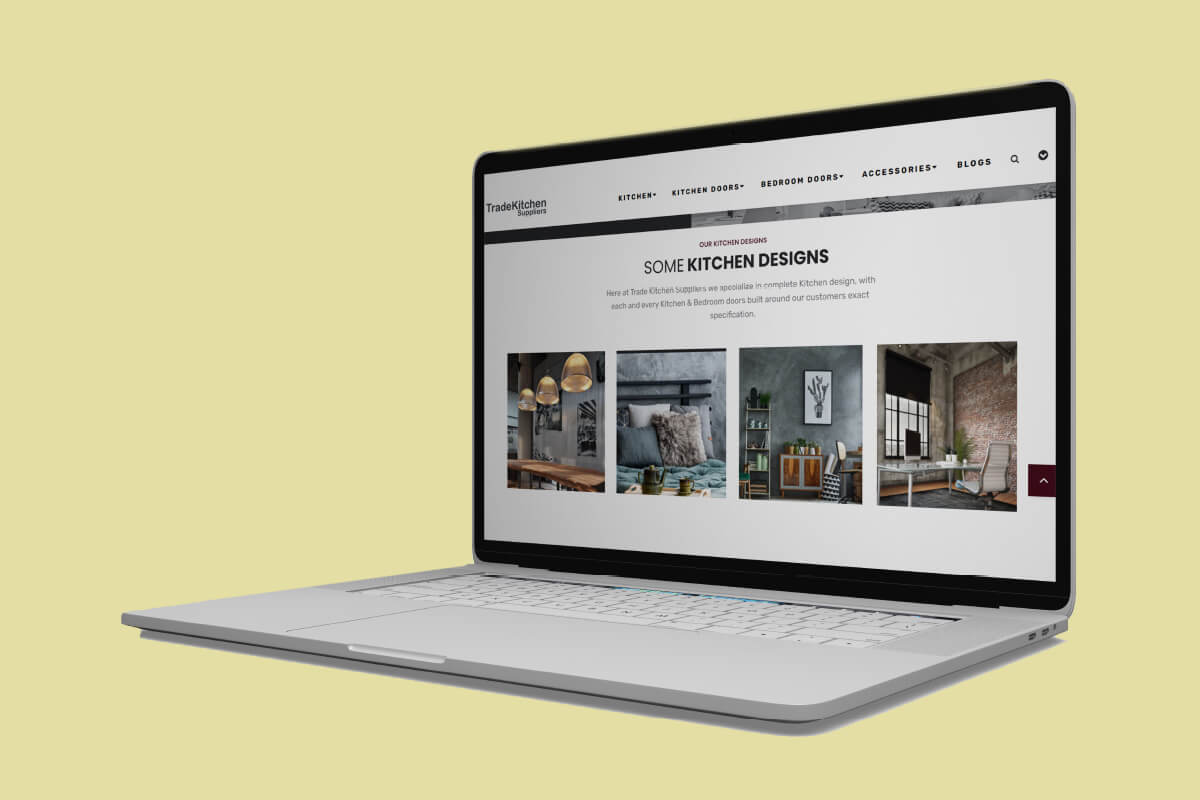 TradeKitchen
Suppliers
KITCHEN
KITCHEN DOORS
BEDROOM DOORS
ACCESSORIES
BLOGS
OUR KITCHEN DESIGNS
SOME KITCHEN DESIGNS
Here at Trade Kitchen Suppliers we specialize in complete Kitchen design, with
each and every Kitchen & Bedroom doors built around our customers exact
specification.